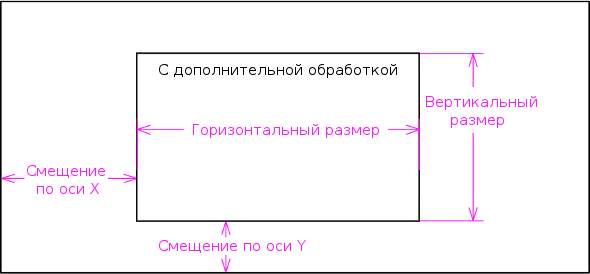 С дополнительной обработкой
Вертикальный
размер
Горизонтальный размер
Смещение
по оси X
Смещение по оси Y